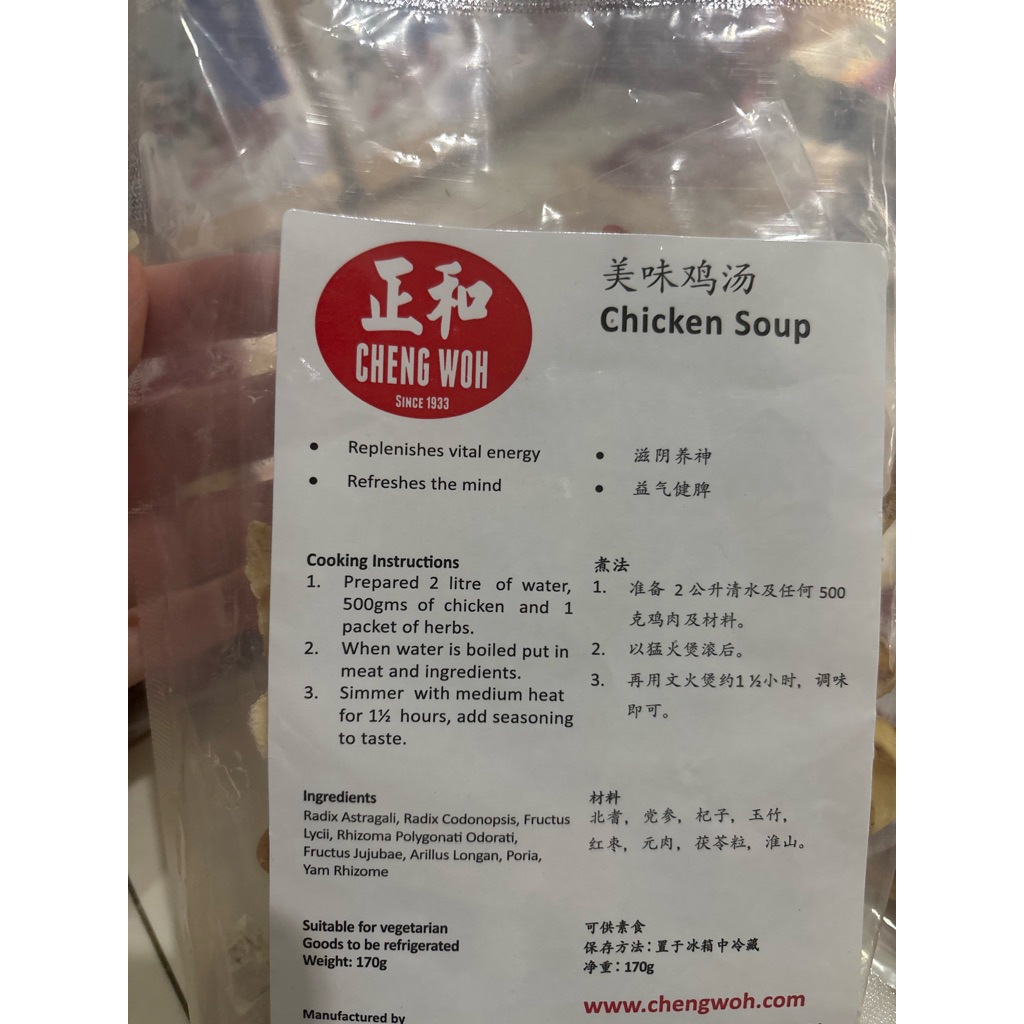 正和
CHENG WOH
SINCE 1933
美味鸡汤
Chicken Soup
• Replenishes vital energy
• Refreshes the mind
• 滋阴养神
• 益气健脾
Cooking Instructions
1. Prepared 2 litre of water,
500gms of chicken and 1
packet of herbs.
2. When water is boiled put in
meat and ingredients.
3. Simmer with medium heat
for 1½ hours, add seasoning
to taste.
煮法
1. 准备 2 公升清水及任何 500
克鸡肉及材料。
2. 以猛火煲滚后。
3. 再用文火煲约1 ½小时, 调味
即可。
Ingredients
Radix Astragali, Radix Codonopsis, Fructus
Lycii, Rhizoma Polygonati Odorati,
Fructus Jujubae, Arillus Longan, Poria,
Yam Rhizome
材料
北耆, 党参, 杞子, 玉竹,
红枣, 元肉, 茯苓粒, 淮山。
Suitable for vegetarian
Goods to be refrigerated
Weight: 170g
可供素食
保存方法：置于冰箱中冷藏
净重：170g
Manufactured by
www.chengwoh.com